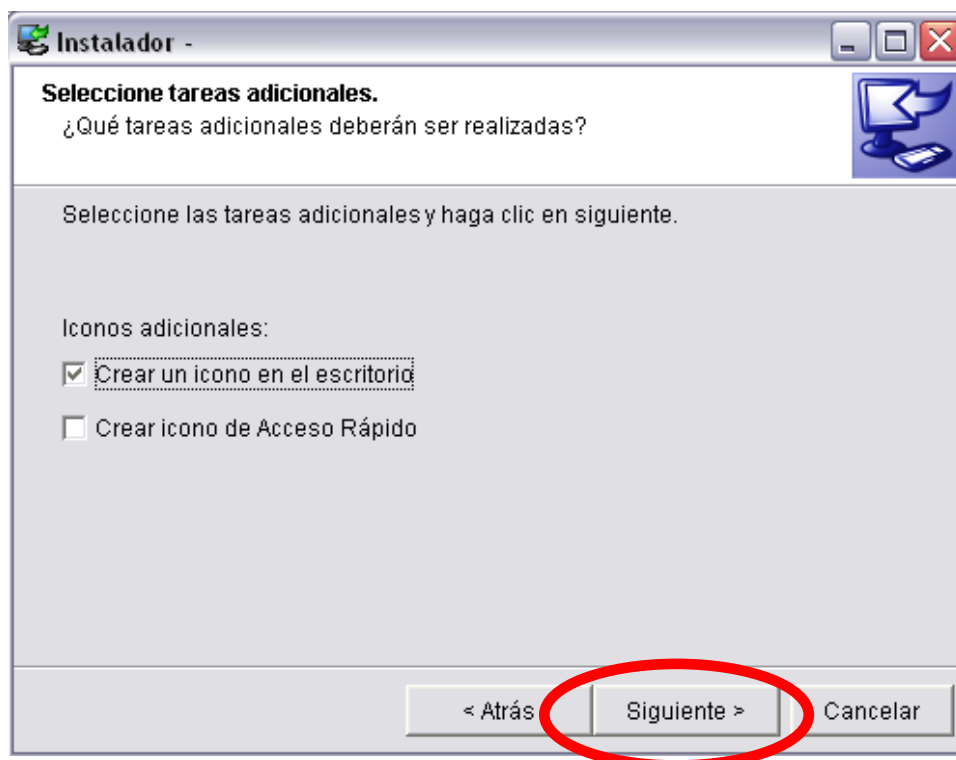 Instalador -
Seleccione tareas adicionales.
¿Qué tareas adicionales deberán ser realizadas?
Seleccione las tareas adicionales y haga clic en siguiente.
Iconos adicionales:
Crear un icono en el escritorio
Crear icono de Acceso Rápido
< Atrás Siguiente > Cancelar